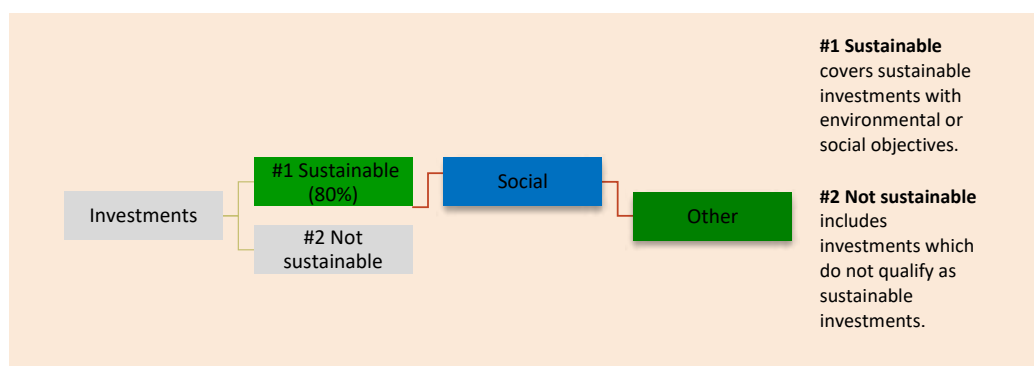 Investments
#1 Sustainable
(80%)
#2 Not
sustainable
Social
Other
#1 Sustainable
covers sustainable
investments with
environmental or
social objectives.
#2 Not sustainable
includes
investments which
do not qualify as
sustainable
investments.